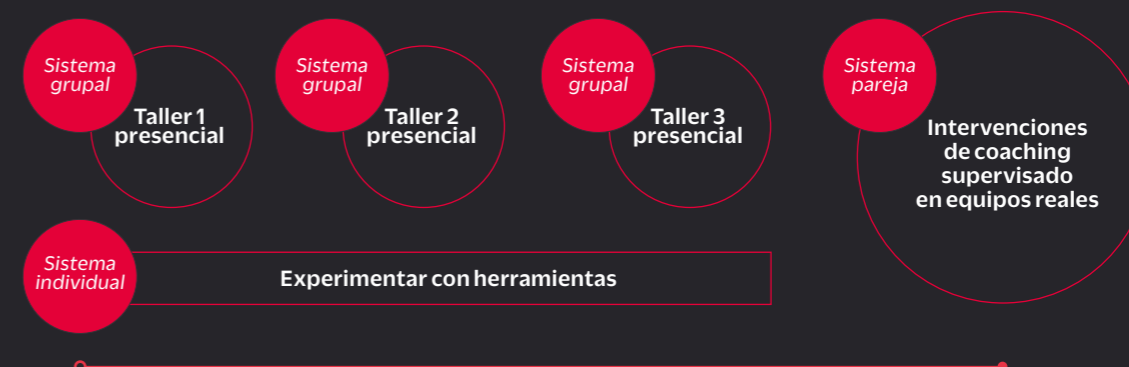 Sistema
grupal
Taller 1
presencial
Sistema
grupal
Taller 2
presencial
Sistema
grupal
Taller 3
presencial
Sistema
pareja
Intervenciones
de coaching
supervisado
en equipos reales
Sistema
individual
Experimentar con herramientas